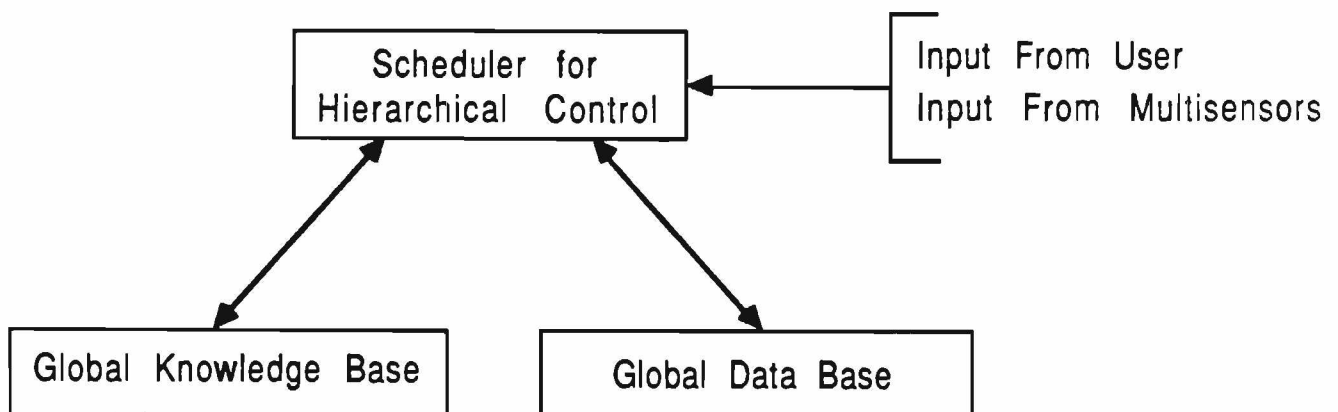 Scheduler for
Hierarchical Control
Input From User
Input From Multisensors
Global Knowledge Base
Global Data Base